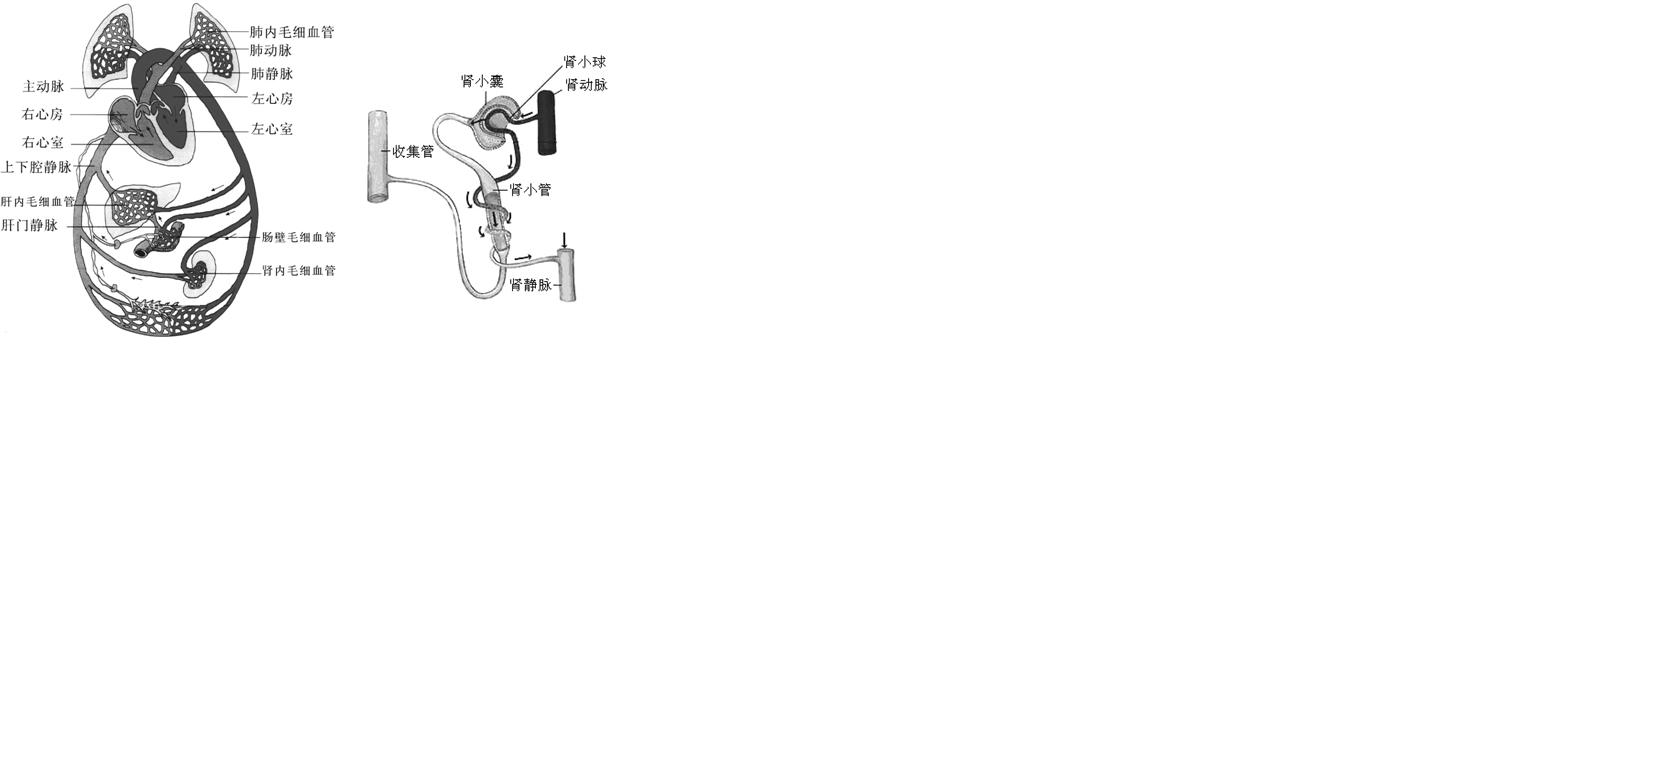 肺内毛细血管
肺动脉
肺静脉
主动脉
左心房
右心房
左心室
右心室
上下腔静脉
肝内毛细血管
肝门静脉
肠壁毛细血管
肾内毛细血管
肾小球
肾小囊
肾动脉
收集管
肾小管
肾静脉